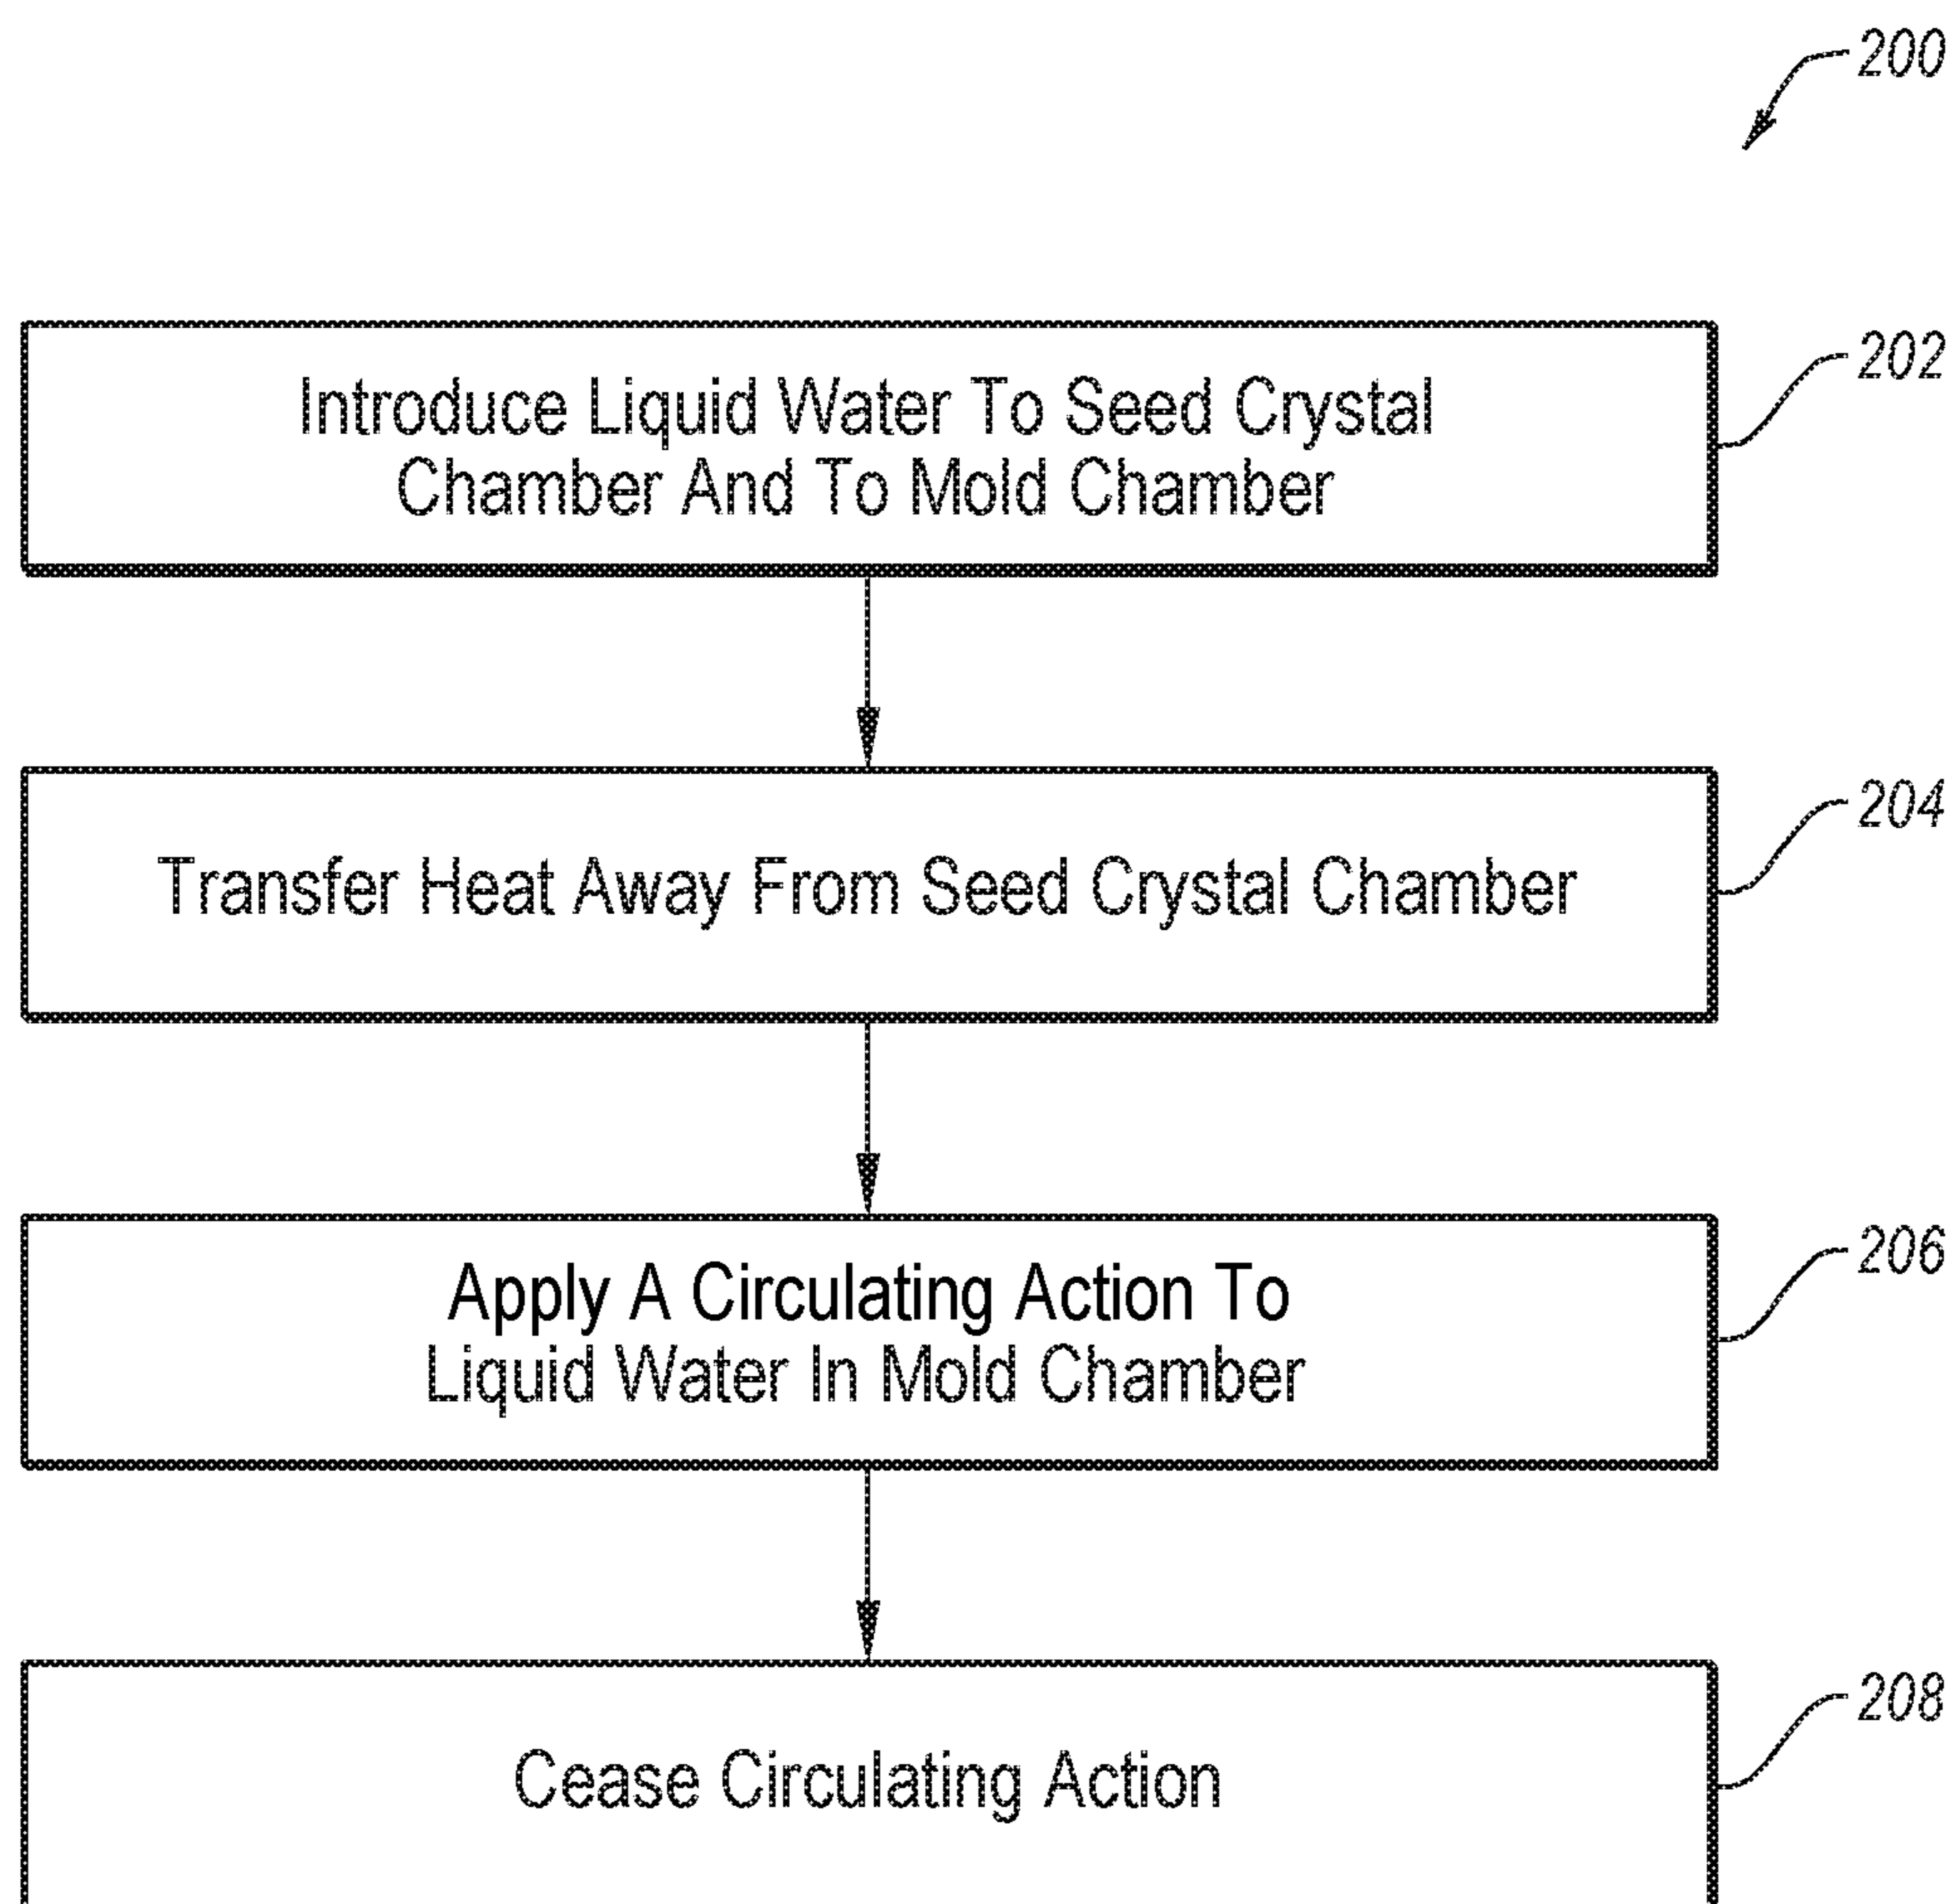 200
Introduce Liquid Water To Seed Crystal
Chamber And To Mold Chamber
202
Transfer Heat Away From Seed Crystal Chamber
204
Apply A Circulating Action To
Liquid Water In Mold Chamber
206
Cease Circulating Action
208